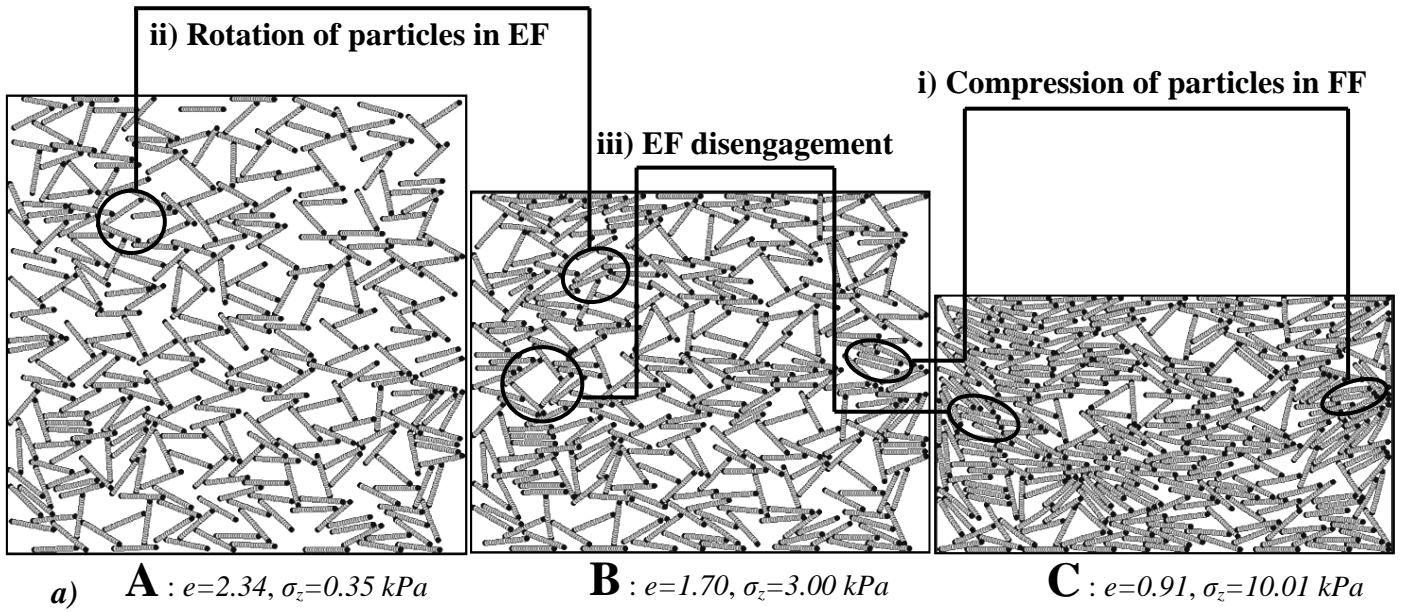 ii) Rotation of particles in EF
i) Compression of particles in FF
iii) EF disengagement
a) A : e=2.34, σz=0.35 kPa
B : e=1.70, σz=3.00 kPa
C : e=0.91, σz=10.01 kPa